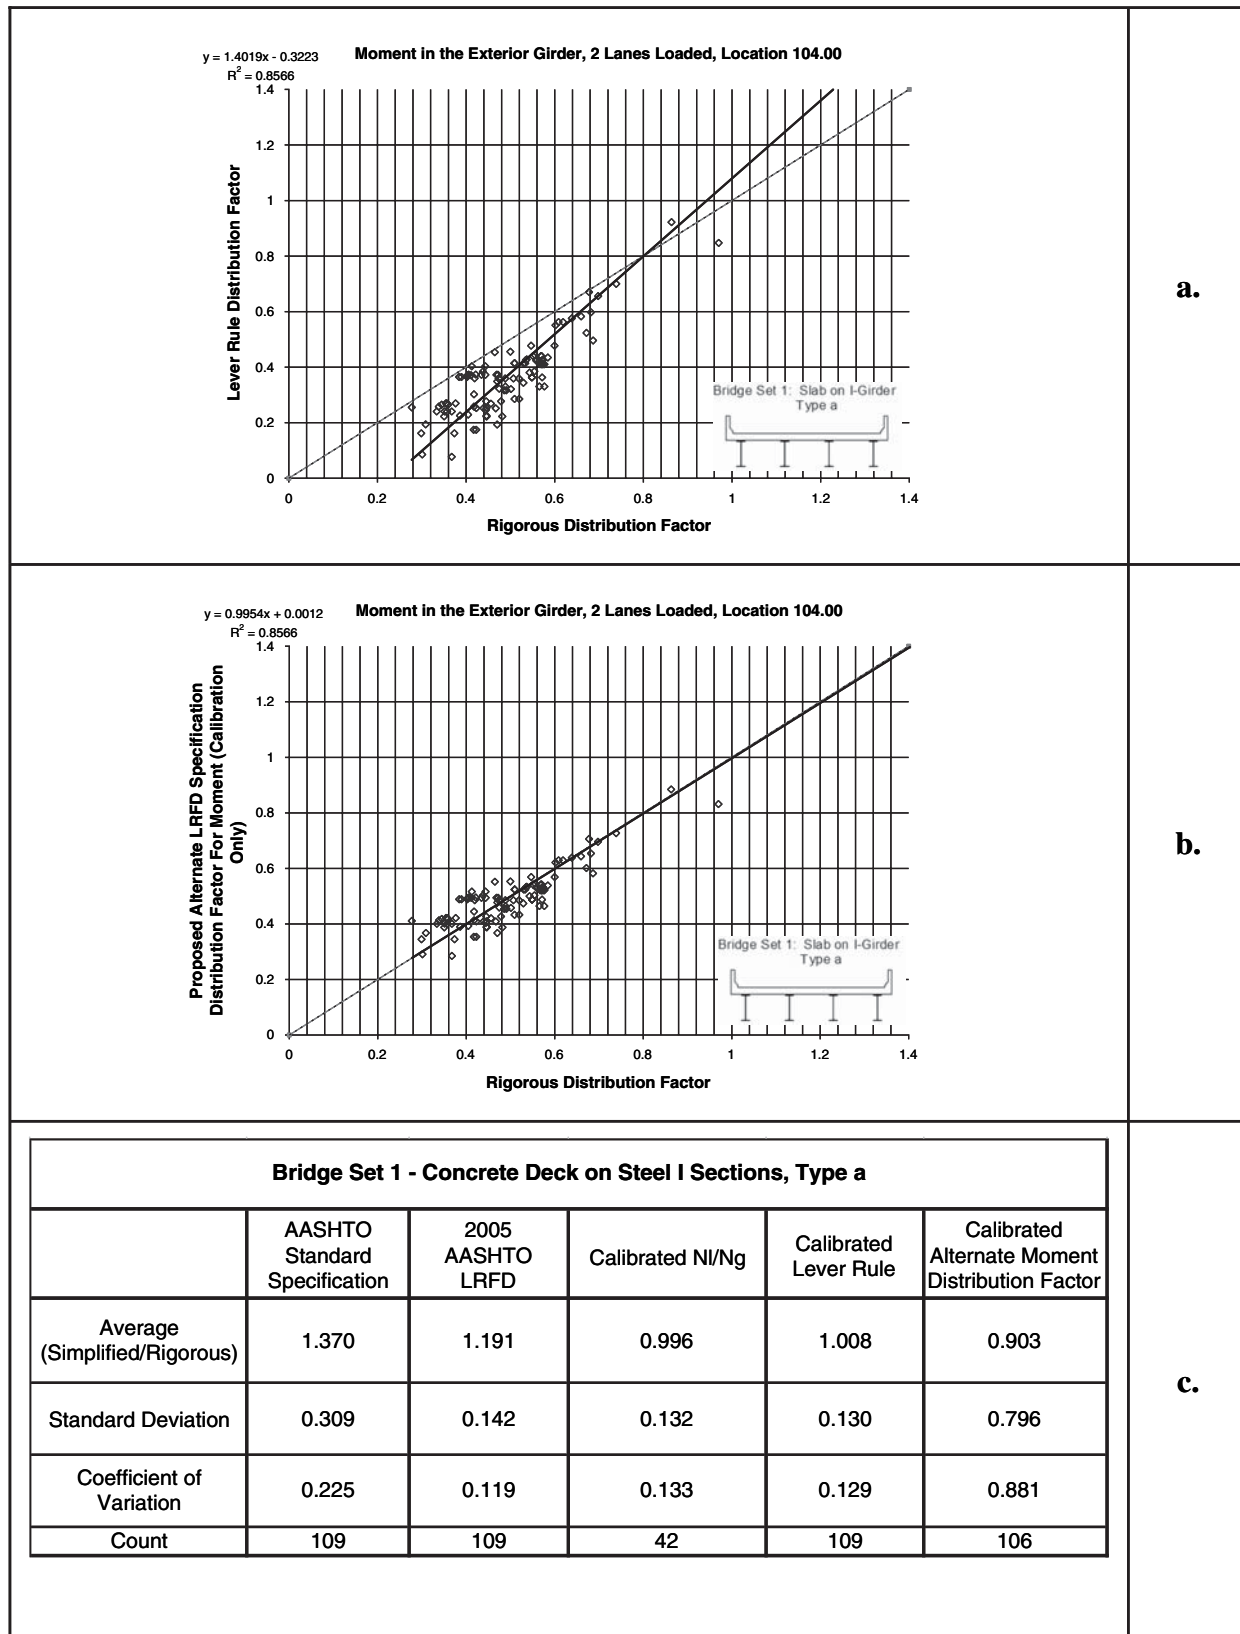 y = 1.4019x - 0.3223
R² = 0.8566
Moment in the Exterior Girder, 2 Lanes Loaded, Location 104.00
Lever Rule Distribution Factor
1.4
1.2
1
0.8
0.6
0.4
0.2
0
0 0.2 0.4 0.6 0.8 1 1.2 1.4
Rigorous Distribution Factor
Bridge Set 1: Slab on I-Girder
Type a
a.
y = 0.9954x + 0.0012
R² = 0.8566
Moment in the Exterior Girder, 2 Lanes Loaded, Location 104.00
Proposed Alternate LRFD Specification
Distribution Factor For Moment (Calibration
Only)
1.4
1.2
1
0.8
0.6
0.4
0.2
0
0 0.2 0.4 0.6 0.8 1 1.2 1.4
Rigorous Distribution Factor
Bridge Set 1: Slab on I-Girder
Type a
b.
Bridge Set 1 - Concrete Deck on Steel I Sections, Type a
AASHTO
Standard
Specification
2005
AASHTO
LRFD
Calibrated Nl/Ng
Calibrated
Lever Rule
Calibrated
Alternate Moment
Distribution Factor
Average
(Simplified/Rigorous)
1.370 1.191 0.996 1.008 0.903
Standard Deviation 0.309 0.142 0.132 0.130 0.796
Coefficient of
Variation
0.225 0.119 0.133 0.129 0.881
Count 109 109 42 109 106
c.